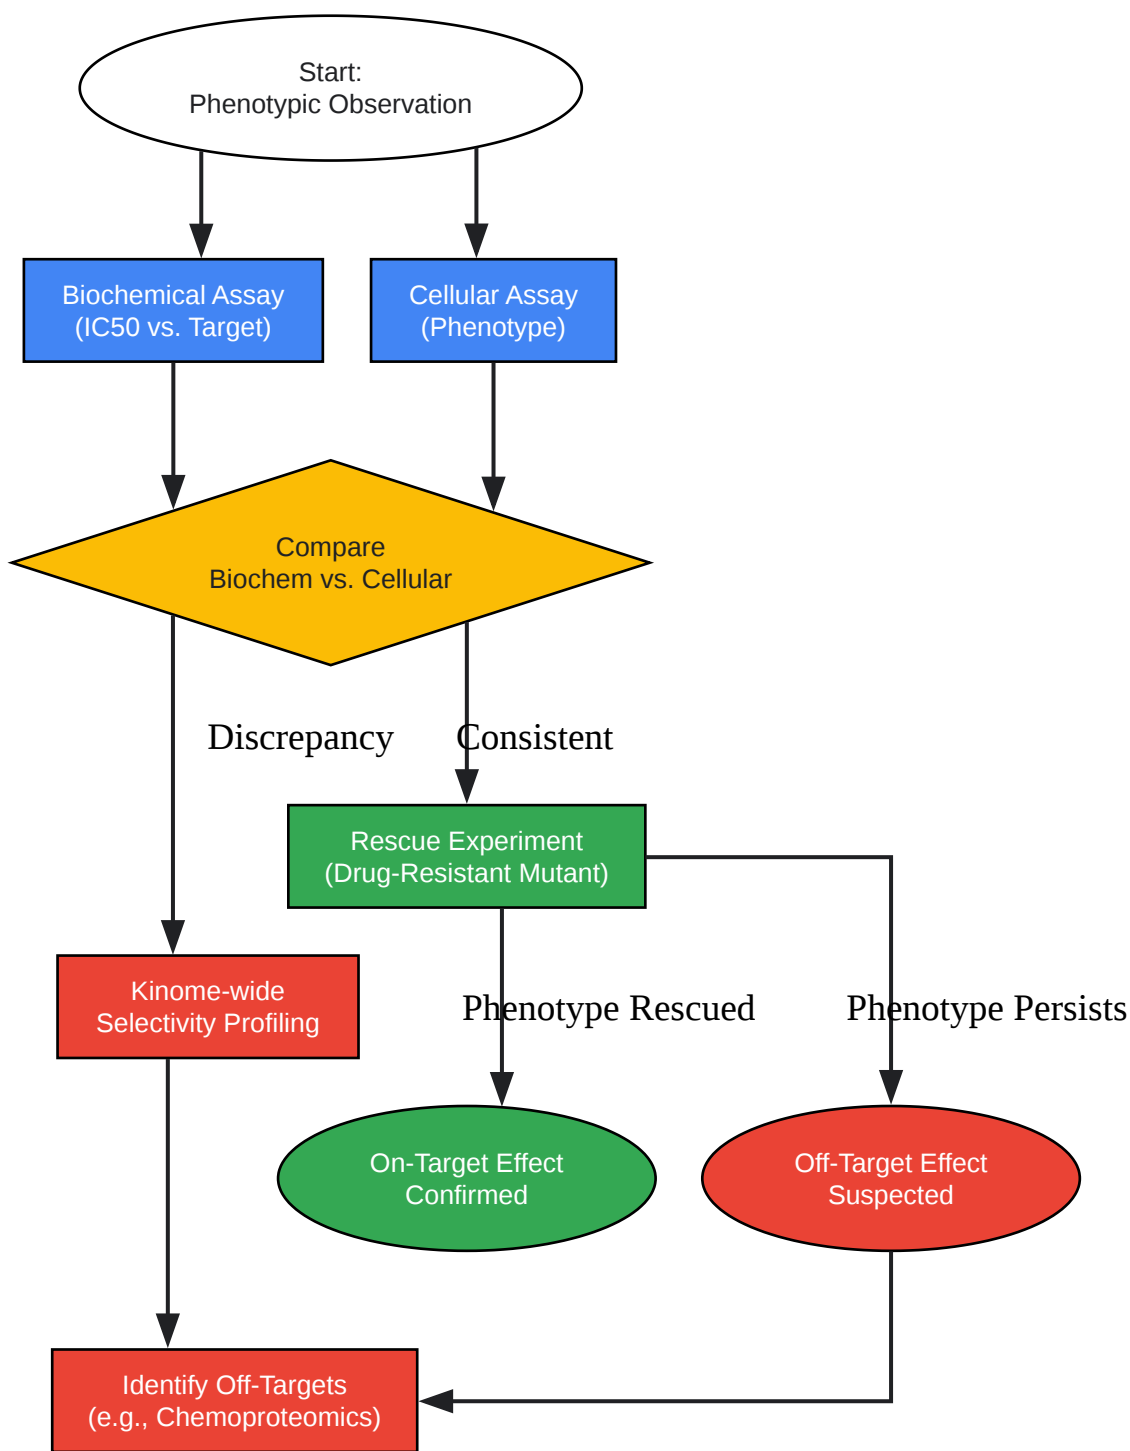 Start:
Phenotypic Observation
Biochemical Assay
(IC50 vs. Target)
Cellular Assay
(Phenotype)
Compare
Biochem vs. Cellular
Discrepancy
Consistent
Rescue Experiment
(Drug-Resistant Mutant)
Kinome-wide
Selectivity Profiling
Phenotype Rescued
Phenotype Persists
On-Target Effect
Confirmed
Off-Target Effect
Suspected
Identify Off-Targets
(e.g., Chemoproteomics)